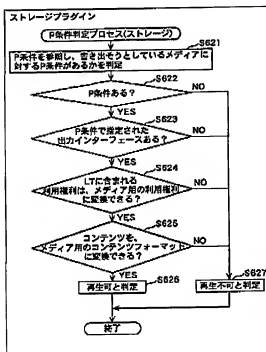 ストレージプラグイン
P条件判定プロセス(ストレージ)
S621
P条件を参照し、書き出そうとしているメディアに
対するP条件があるかを判定
S622
P条件ある?
NO
YES
S623
P条件で指定された
出力インターフェースある?
NO
YES
S624
LTに含まれる
利用権利は、メディア用の利用権利
に変換できる?
NO
YES
S625
コンテンツを、
メディア用のコンテンツフォーマット
に変換できる?
NO
YES
S626
再生可と判定
S627
再生不可と判定
終了